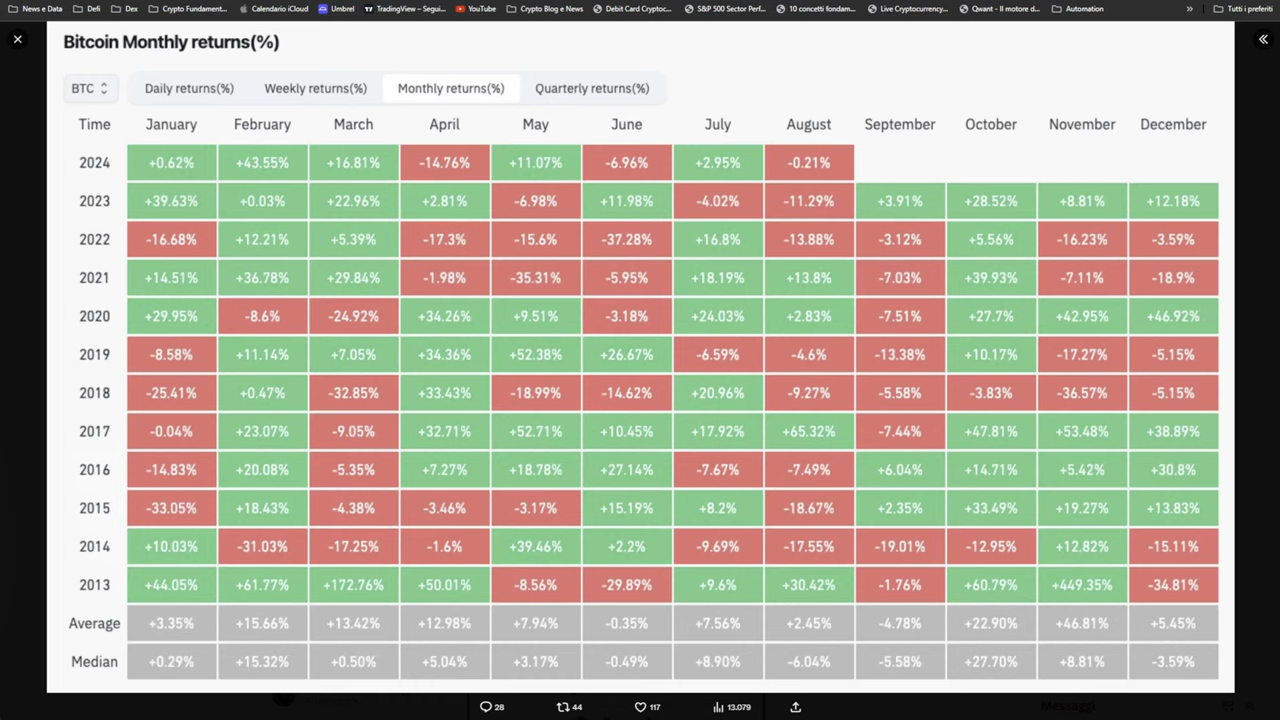 News e Data Defi Dex Crypto Fundament... Calendario iCloud Umbrel TradingView – Segui... YouTube Crypto Blog e News Debit Card Cryptoc... S&P 500 Sector Perf... 10 concetti fondam... Live Cryptocurrency... Qwant - Il motore d... Automation » Tutti i preferiti
Bitcoin Monthly returns(%)
BTC Daily returns(%) Weekly returns(%) Monthly returns(%) Quarterly returns(%)
Time January February March April May June July August September October November December
2024 +0.62% +43.55% +16.81% -14.76% +11.07% -6.96% +2.95% -0.21%
2023 +39.63% +0.03% +22.96% +2.81% -6.98% +11.98% -4.02% -11.29% +3.91% +28.52% +8.81% +12.18%
2022 -16.68% +12.21% +5.39% -17.3% -15.6% -37.28% +16.8% -13.88% -3.12% +5.56% -16.23% -3.59%
2021 +14.51% +36.78% +29.84% -1.98% -35.31% -5.95% +18.19% +13.8% -7.03% +39.93% -7.11% -18.9%
2020 +29.95% -8.6% -24.92% +34.26% +9.51% -3.18% +24.03% +2.83% -7.51% +27.7% +42.95% +46.92%
2019 -8.58% +11.14% +7.05% +34.36% +52.38% +26.67% -6.59% -4.6% -13.38% +10.17% -17.27% -5.15%
2018 -25.41% +0.47% -32.85% +33.43% -18.99% -14.62% +20.96% -9.27% -5.58% -3.83% -36.57% -5.15%
2017 -0.04% +23.07% -9.05% +32.71% +52.71% +10.45% +17.92% +65.32% -7.44% +47.81% +53.48% +38.89%
2016 -14.83% +20.08% -5.35% +7.27% +18.78% +27.14% -7.67% -7.49% +6.04% +14.71% +5.42% +30.8%
2015 -33.05% +18.43% -4.38% -3.46% -3.17% +15.19% +8.2% -18.67% +2.35% +33.49% +19.27% +13.83%
2014 +10.03% -31.03% -17.25% -1.6% +39.46% +2.2% -9.69% -17.55% -19.01% -12.95% +12.82% -15.11%
2013 +44.05% +61.77% +172.76% +50.01% -8.56% -29.89% +9.6% +30.42% -1.76% +60.79% +449.35% -34.81%
Average +3.35% +15.66% +13.42% +12.98% +7.94% -0.35% +7.56% +2.45% -4.78% +22.90% +46.81% +5.45%
Median +0.29% +15.32% +0.50% +5.04% +3.17% -0.49% +8.90% -6.04% -5.58% +27.70% +8.81% -3.59%
28 44 117 13.079
Messaggi